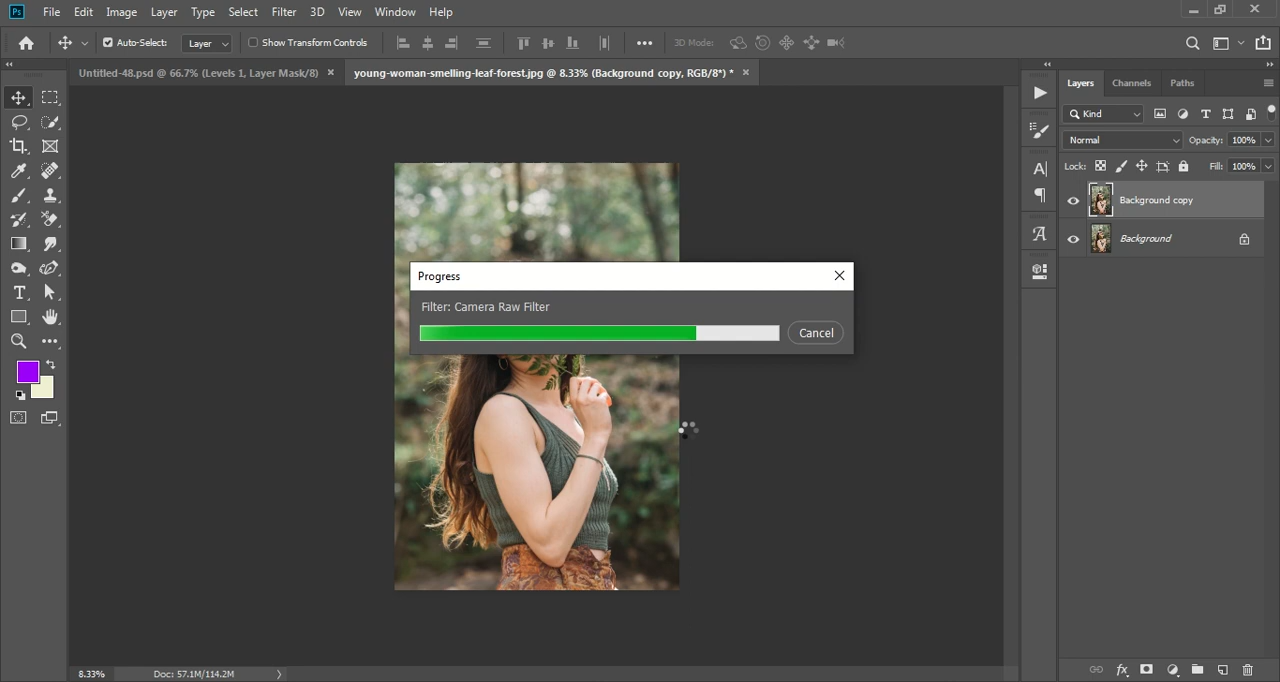 Ps File Edit Image Layer Type Select Filter 3D View Window Help
Auto-Select: Layer Show Transform Controls 3D Mode:
Untitled-48.psd @ 66.7% (Levels 1, Layer Mask/8) × young-woman-smelling-leaf-forest.jpg @ 8.33% (Background copy, RGB/8*) * ×
Layers Channels Paths
Kind
Normal Opacity: 100%
Lock: Fill: 100%
Background copy
Background
Progress
Filter: Camera Raw Filter
Cancel
8.33% Doc: 57.1M/114.2M